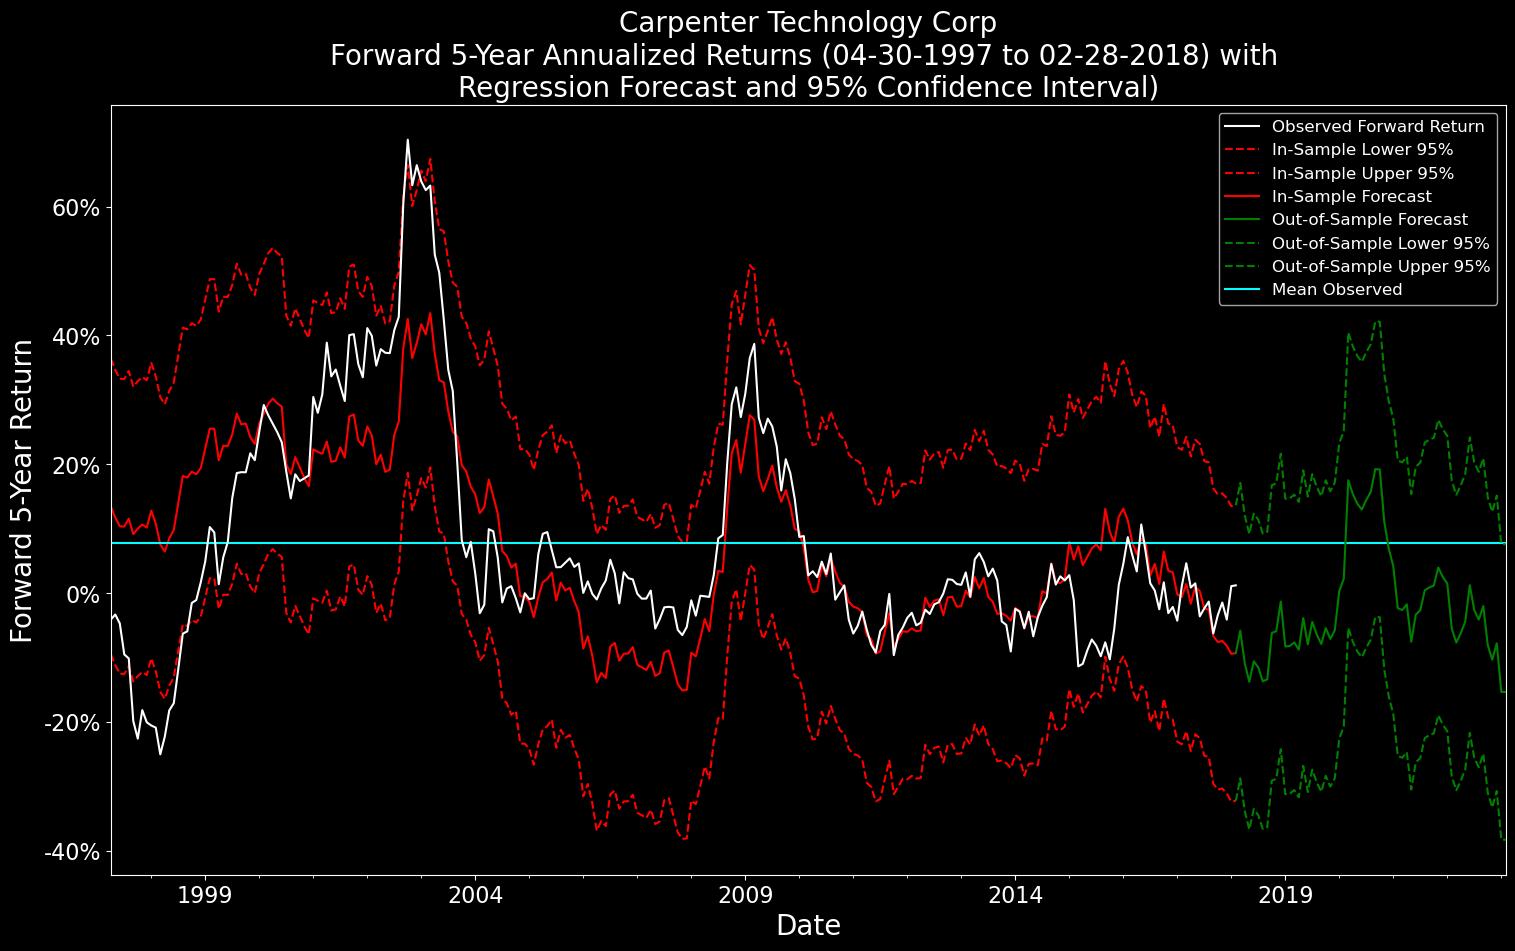 Carpenter Technology Corp
Forward 5-Year Annualized Returns (04-30-1997 to 02-28-2018) with
Regression Forecast and 95% Confidence Interval)
Observed Forward Return
In-Sample Lower 95%
In-Sample Upper 95%
In-Sample Forecast
Out-of-Sample Forecast
Out-of-Sample Lower 95%
Out-of-Sample Upper 95%
Mean Observed
Forward 5-Year Return
60%
40%
20%
0%
-20%
-40%
1999
2004
2009
2014
2019
Date